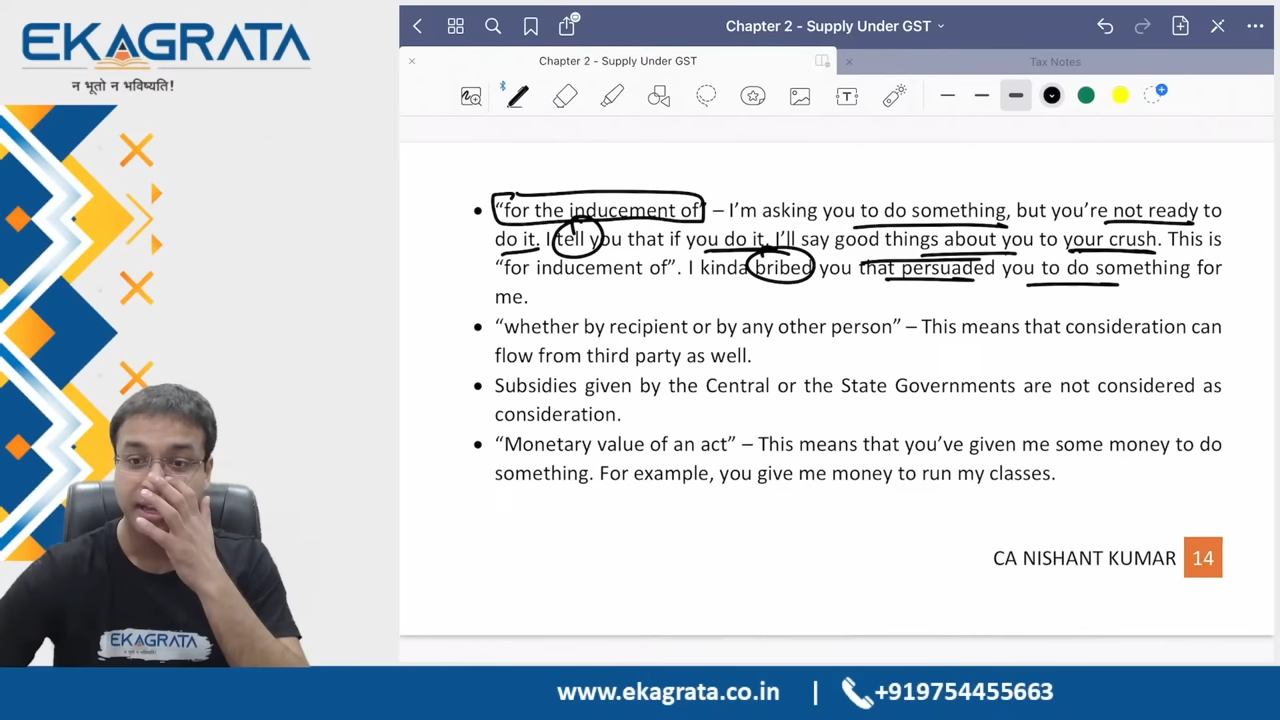 EKAGRATA
न भूतो न भविष्यति!
Chapter 2 - Supply Under GST
Chapter 2 - Supply Under GST
Tax Notes
• “for the inducement of” – I’m asking you to do something, but you’re not ready to
do it. I tell you that if you do it, I’ll say good things about you to your crush. This is
“for inducement of”. I kinda bribed you that persuaded you to do something for
me.
• “whether by recipient or by any other person” – This means that consideration can
flow from third party as well.
• Subsidies given by the Central or the State Governments are not considered as
consideration.
• “Monetary value of an act” – This means that you’ve given me some money to do
something. For example, you give me money to run my classes.
CA NISHANT KUMAR 14
EKAGRATA
www.ekagrata.co.in | +919754455663